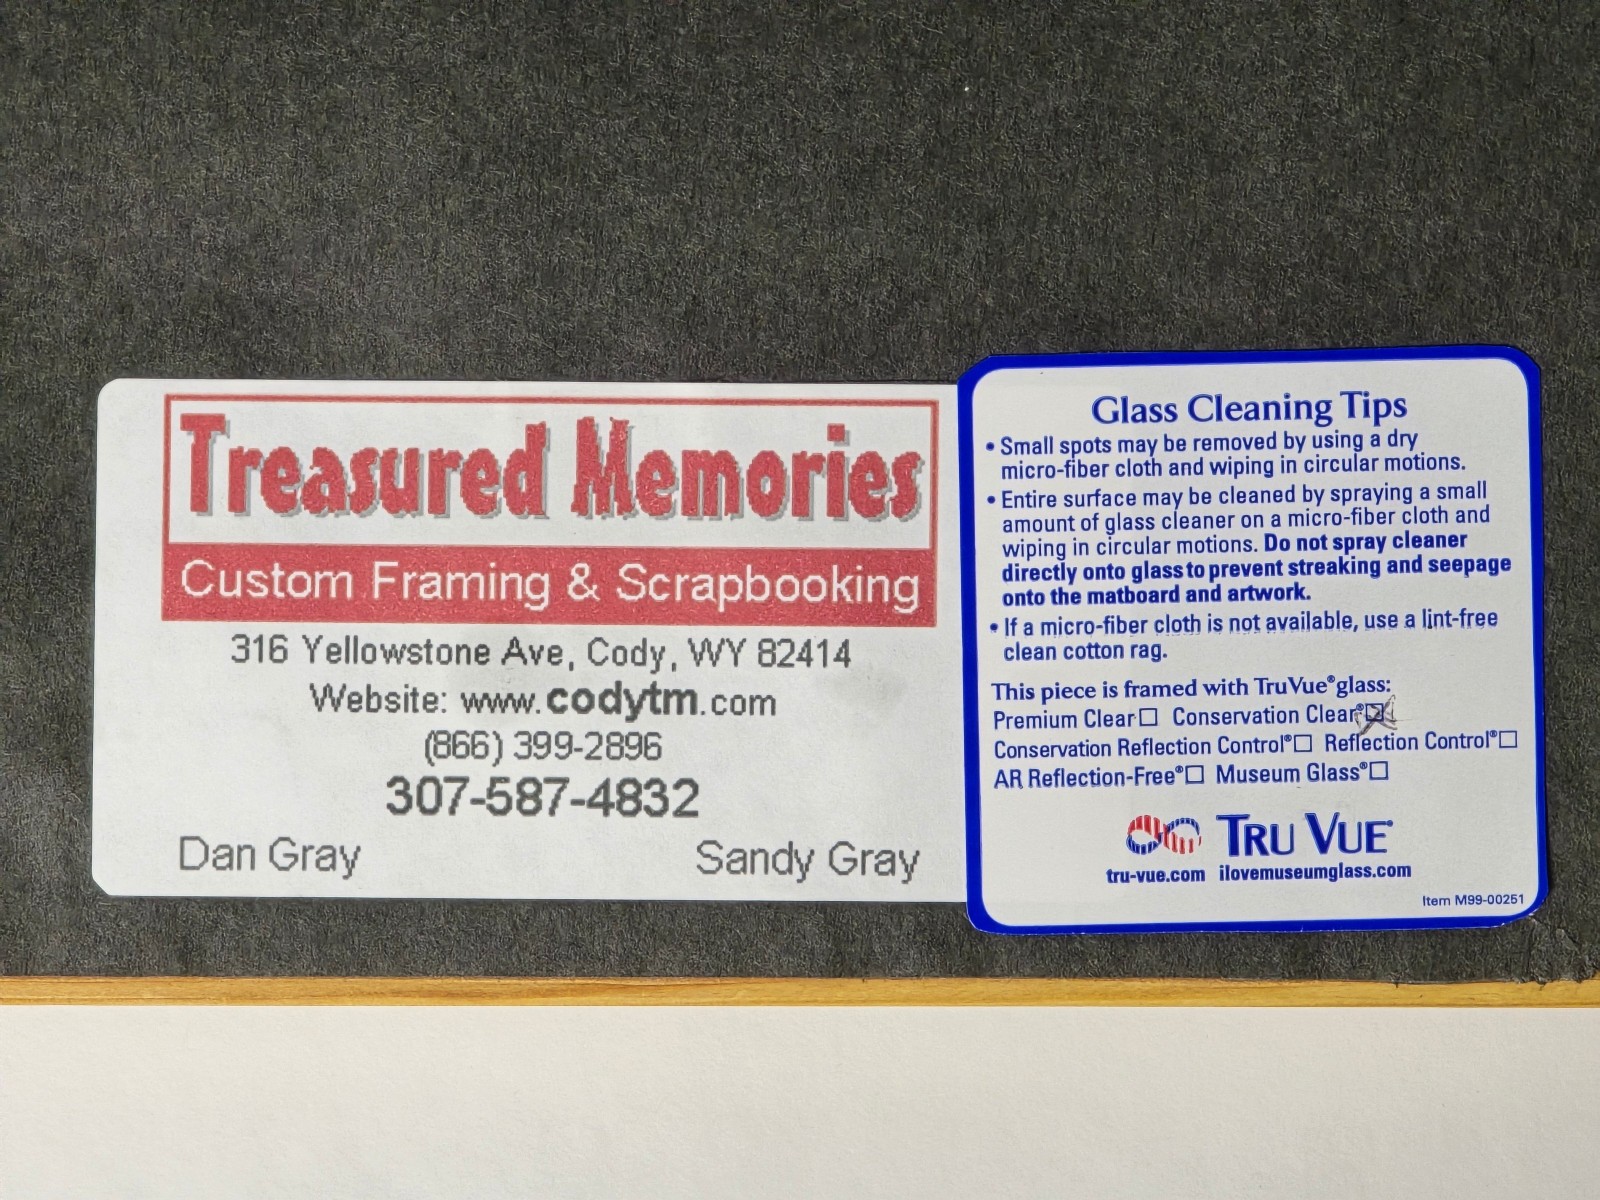 Treasured Memories
Custom Framing & Scrapbooking
316 Yellowstone Ave, Cody, WY 82414
Website: www.codytm.com
(866) 399-2896
307-587-4832
Dan Gray Sandy Gray
Glass Cleaning Tips
• Small spots may be removed by using a dry
micro-fiber cloth and wiping in circular motions.
• Entire surface may be cleaned by spraying a small
amount of glass cleaner on a micro-fiber cloth and
wiping in circular motions. Do not spray cleaner
directly onto glass to prevent streaking and seepage
onto the matboard and artwork.
• If a micro-fiber cloth is not available, use a lint-free
clean cotton rag.
This piece is framed with TruVue® glass:
Premium Clear☐ Conservation Clear®☒
Conservation Reflection Control®☐ Reflection Control®☐
AR Reflection-Free®☐ Museum Glass®☐
TRU VUE®
tru-vue.com ilovemuseumglass.com
Item M99-00251